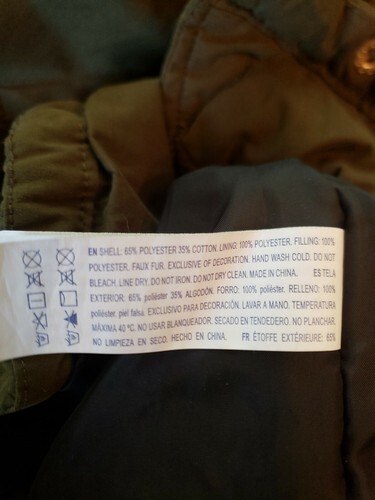 EN SHELL: 65% POLYESTER 35% COTTON. LINING: 100% POLYESTER. FILLING: 100%
POLYESTER. FAUX FUR. EXCLUSIVE OF DECORATION. HAND WASH COLD. DO NOT
BLEACH. LINE DRY. DO NOT IRON. DO NOT DRY CLEAN. MADE IN CHINA. ES TELA
EXTERIOR: 65% poliéster 35% ALGODÓN. FORRO: 100% poliéster. RELLENO: 100%
poliéster. piel falsa. EXCLUSIVO PARA DECORACIÓN. LAVAR A MANO. TEMPERATURA
MÁXIMA 40 ºC. NO USAR BLANQUEADOR. SECADO EN TENDEDERO. NO PLANCHAR.
NO LIMPIEZA EN SECO. HECHO EN CHINA. FR ÉTOFFE EXTÉRIEURE: 65%